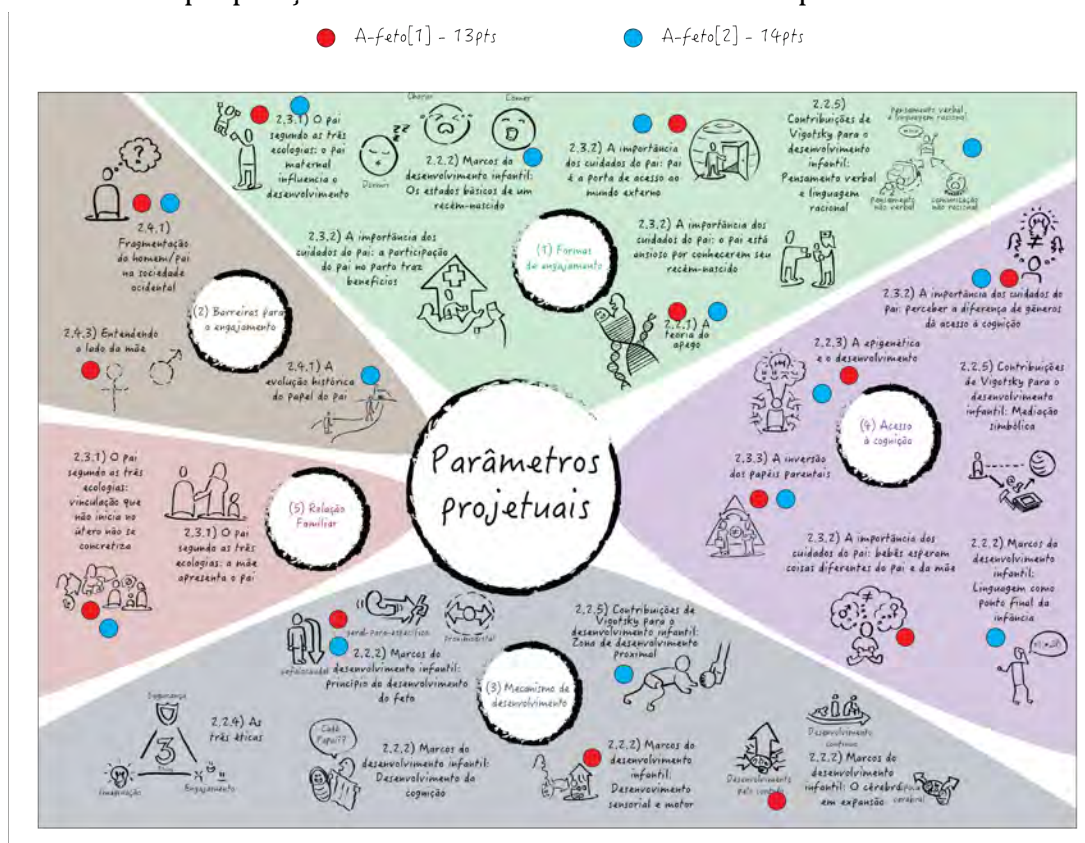 A-feto[1] - 13pts
A-feto[2] - 14pts
2.3.1) O pai
segundo as três
ecologias: o pai
maternal
influencia o
desenvolvimento
Chorar
Comer
Dormir
2.2.2) Marcos do
desenvolvimento infantil:
Os estados básicos de um
recém-nascido
2.3.2) A importância
dos cuidados do pai: pai
é a porta de acesso ao
mundo externo
2.2.5)
Contribuições de
Vigotsky para o
desenvolvimento
infantil:
Pensamento verbal
e linguagem
racional
Pensamento verbal
e linguagem racional
Pensamento
não verbal
Comunicação
não racional
2.3.2) A importância dos
cuidados do pai: a participação
do pai no parto traz
benefícios
(1) Formas
de engajamento
2.3.2) A importância dos
cuidados do pai: o pai está
ansioso por conhecerem seu
recém-nascido
2.2.1) A
teoria do
apego
2.4.1)
Fragmentação
do homem/pai
na sociedade
ocidental
(2) Barreiras para
o engajamento
2.4.3) Entendendo
o lado da mãe
2.4.1) A
evolução histórica
do papel do pai
2.3.2) A importância dos cuidados do
pai: perceber a diferença de gêneros
dá acesso à cognição
2.2.3) A epigenética
e o desenvolvimento
2.2.5) Contribuições
de Vigotsky para o
desenvolvimento
infantil: Mediação
simbólica
(4) Acesso
à cognição
2.3.3) A inversão
dos papéis parentais
2.3.2) A importância dos
cuidados do pai: bebês esperam
coisas diferentes do pai e da mãe
2.2.2) Marcos do
desenvolvimento
infantil:
Linguagem como
ponto final da
infância
Parâmetros
projetuais
2.3.1) O pai
segundo as três
ecologias:
vinculação que
não inicia no
útero não se
concretiza
2.3.1) O pai
segundo as três
ecologias: a mãe
apresenta o pai
(5) Relação
Familiar
geral-para-específico
Proximodistal
cefalocaudal
2.2.2) Marcos do
desenvolvimento infantil:
princípio do desenvolvimento
do feto
2.2.5) Contribuições de
Vigotsky para o
desenvolvimento infantil:
Zona de desenvolvimento
Proximal
(3) Mecanismo de
desenvolvimento
Segurança
3
Imaginação
Engajamento
2.2.4) As
três éticas
Cadê
Papai??
2.2.2) Marcos do
desenvolvimento infantil:
Desenvolvimento da
cognição
2.2.2) Marcos do
desenvolvimento
infantil:
Desenvovimento
sensorial e motor
Desenvolvimento
contínuo
2.2.2) Marcos do
desenvolvimento
infantil: O cérebro
em expansão
Desenvolvimento
cerebral